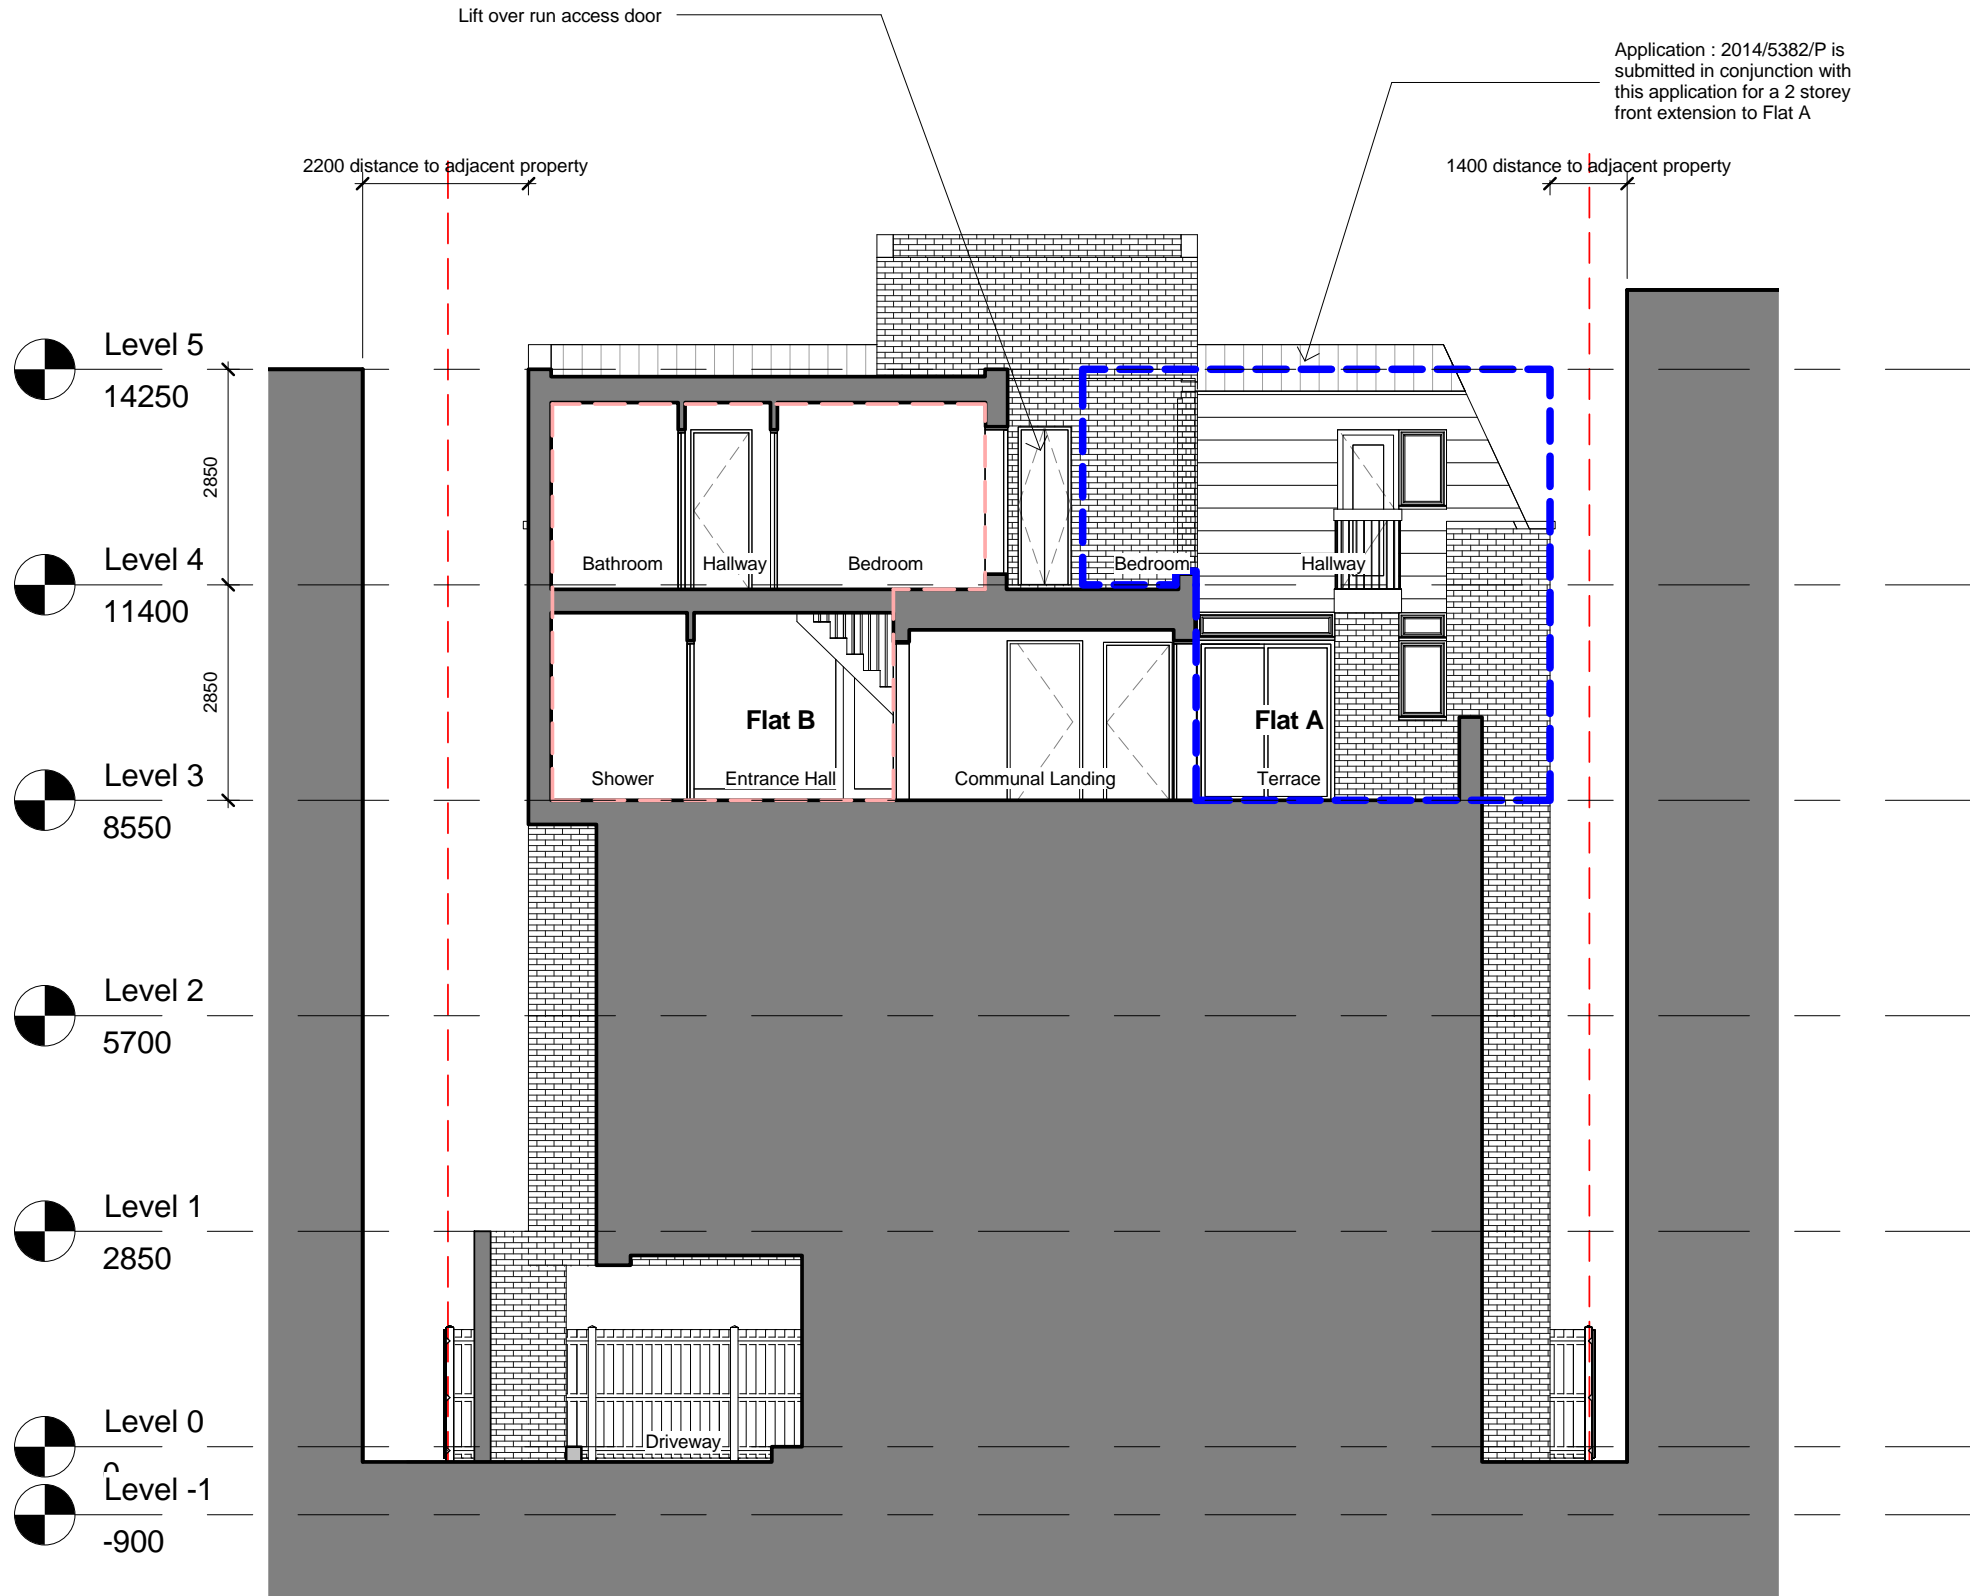 Lift over run access door
Application : 2014/5382/P is
submitted in conjunction with
this application for a 2 storey
front extension to Flat A
2200 distance to adjacent property
1400 distance to adjacent property
Level 5
14250
2850
Level 4
11400
Bathroom
Hallway
Bedroom
Bedroom
Hallway
2850
Flat B
Flat A
Level 3
8550
Shower
Entrance Hall
Communal Landing
Terrace
Level 2
5700
Level 1
2850
Level 0
0
Driveway
Level -1
-900